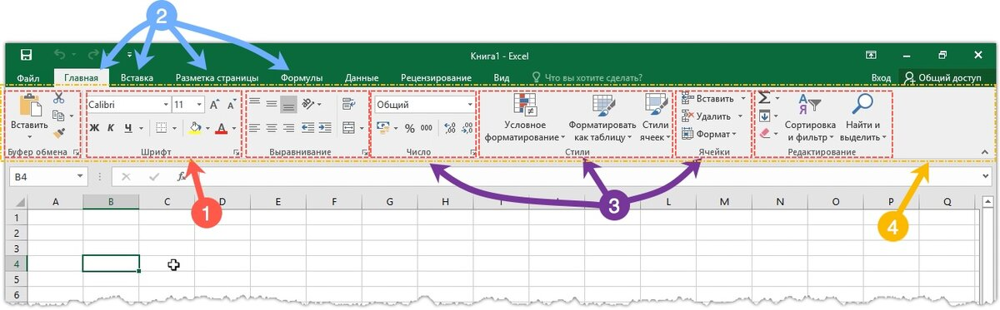 2
Книга1 - Excel
Файл Главная Вставка Разметка страницы Формулы Данные Рецензирование Вид Что вы хотите сделать? Вход Общий доступ
Вставить
Буфер обмена
Calibri 11 A A
Ж К Ч А
Шрифт
Выравнивание
Общий
% 000 ,00 ,0
Число
Условное форматирование
Форматировать как таблицу
Стили ячеек
Стили
Вставить
Удалить
Формат
Ячейки
Σ
А
Я
Сортировка и фильтр
Найти и выделить
Редактирование
B4 fx
1 3 4
A B C D E F G H I L M N O P Q
1
2
3
4
5
6